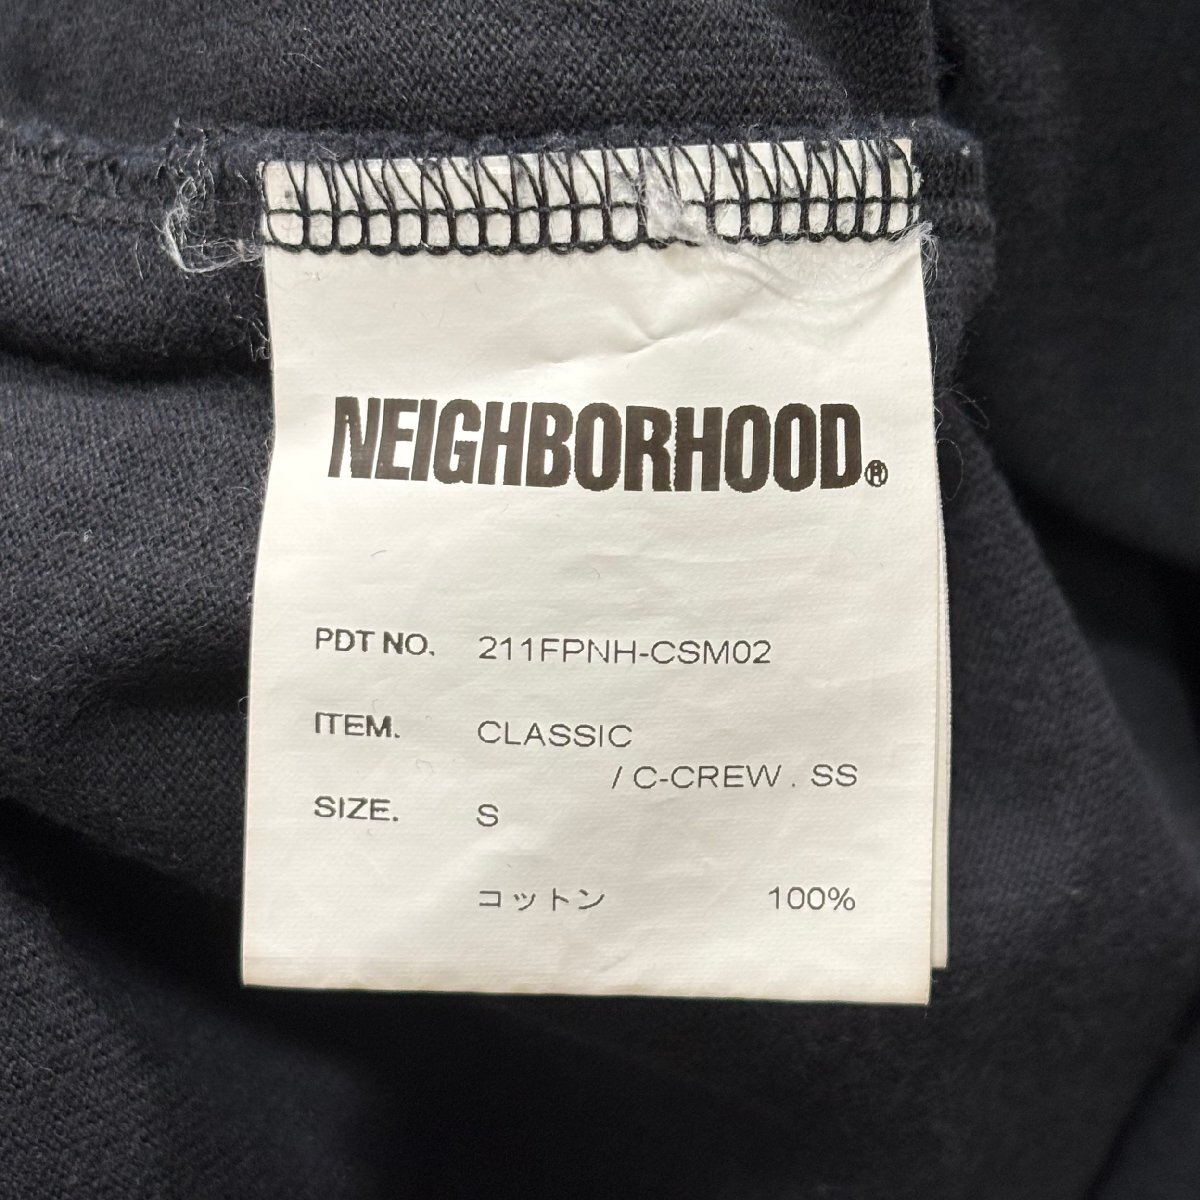 NEIGHBORHOOD®
PDT NO. 211FPNH-CSM02
ITEM. CLASSIC
/ C-CREW . SS
SIZE. S
コットン 100%